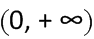 (0, + ∞)